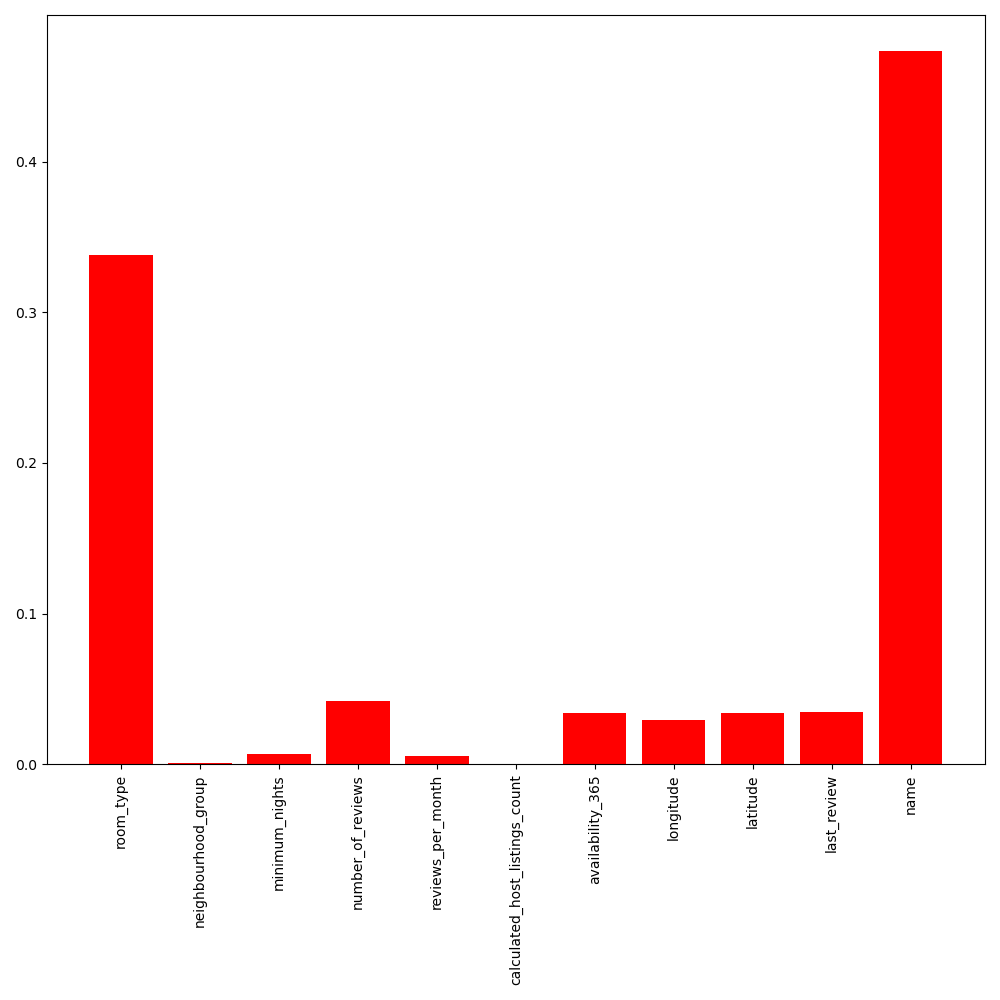 0.4
0.3
0.2
0.1
0.0
room_type
neighbourhood_group
minimum_nights
number_of_reviews
reviews_per_month
calculated_host_listings_count
availability_365
longitude
latitude
last_review
name